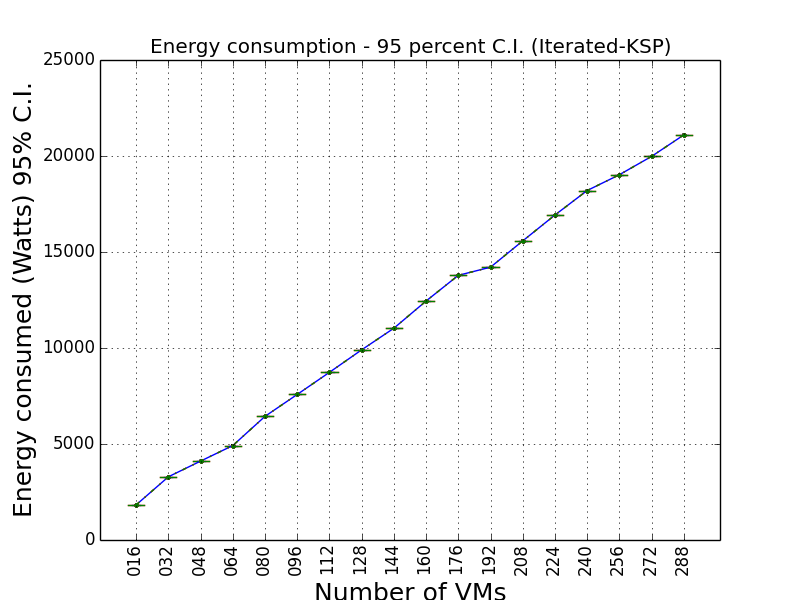 Energy consumption - 95 percent C.I. (Iterated-KSP)
Energy consumed (Watts) 95% C.I.
25000
20000
15000
10000
5000
0
016 032 048 064 080 096 112 128 144 160 176 192 208 224 240 256 272 288
Number of VMs